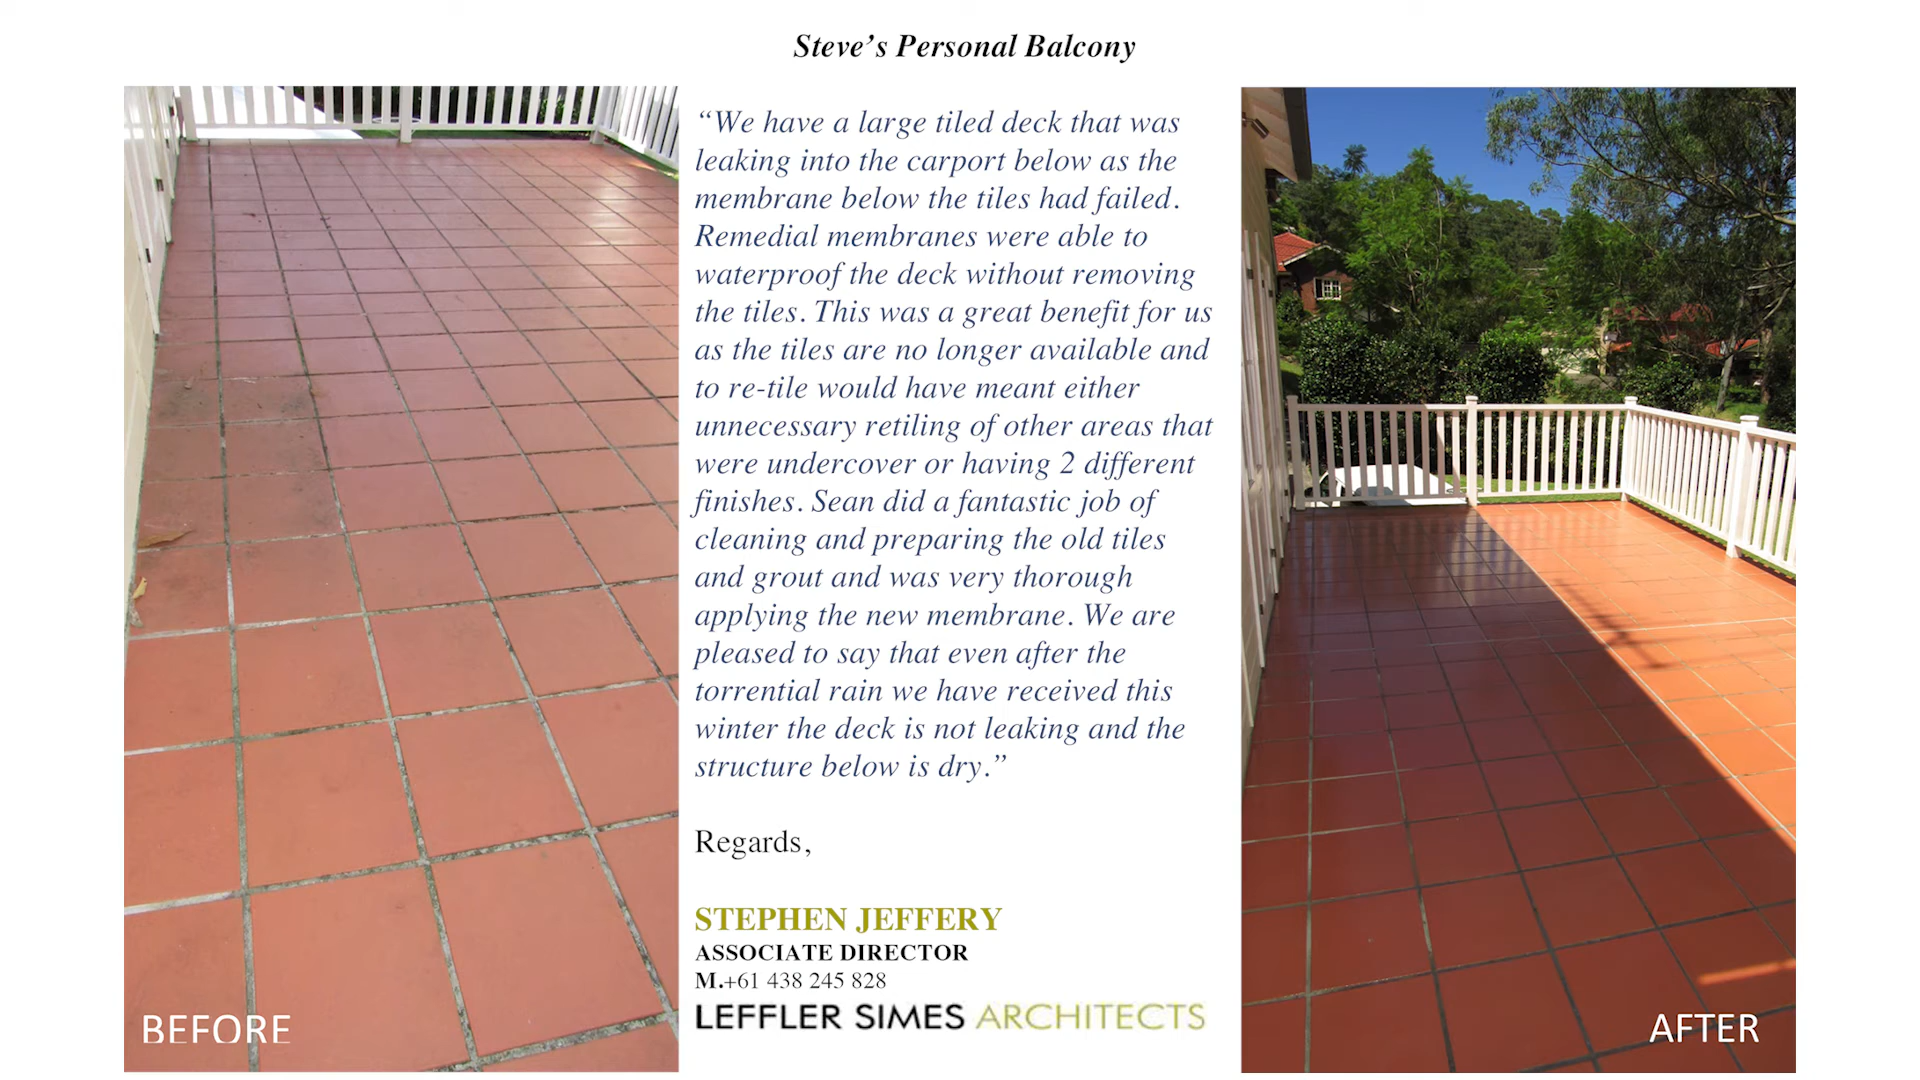 Steve’s Personal Balcony
“We have a large tiled deck that was
leaking into the carport below as the
membrane below the tiles had failed.
Remedial membranes were able to
waterproof the deck without removing
the tiles. This was a great benefit for us
as the tiles are no longer available and
to re-tile would have meant either
unnecessary retiling of other areas that
were undercover or having 2 different
finishes. Sean did a fantastic job of
cleaning and preparing the old tiles
and grout and was very thorough
applying the new membrane. We are
pleased to say that even after the
torrential rain we have received this
winter the deck is not leaking and the
structure below is dry.”
Regards,
STEPHEN JEFFERY
ASSOCIATE DIRECTOR
M.+61 438 245 828
LEFFLER SIMES ARCHITECTS
BEFORE
AFTER